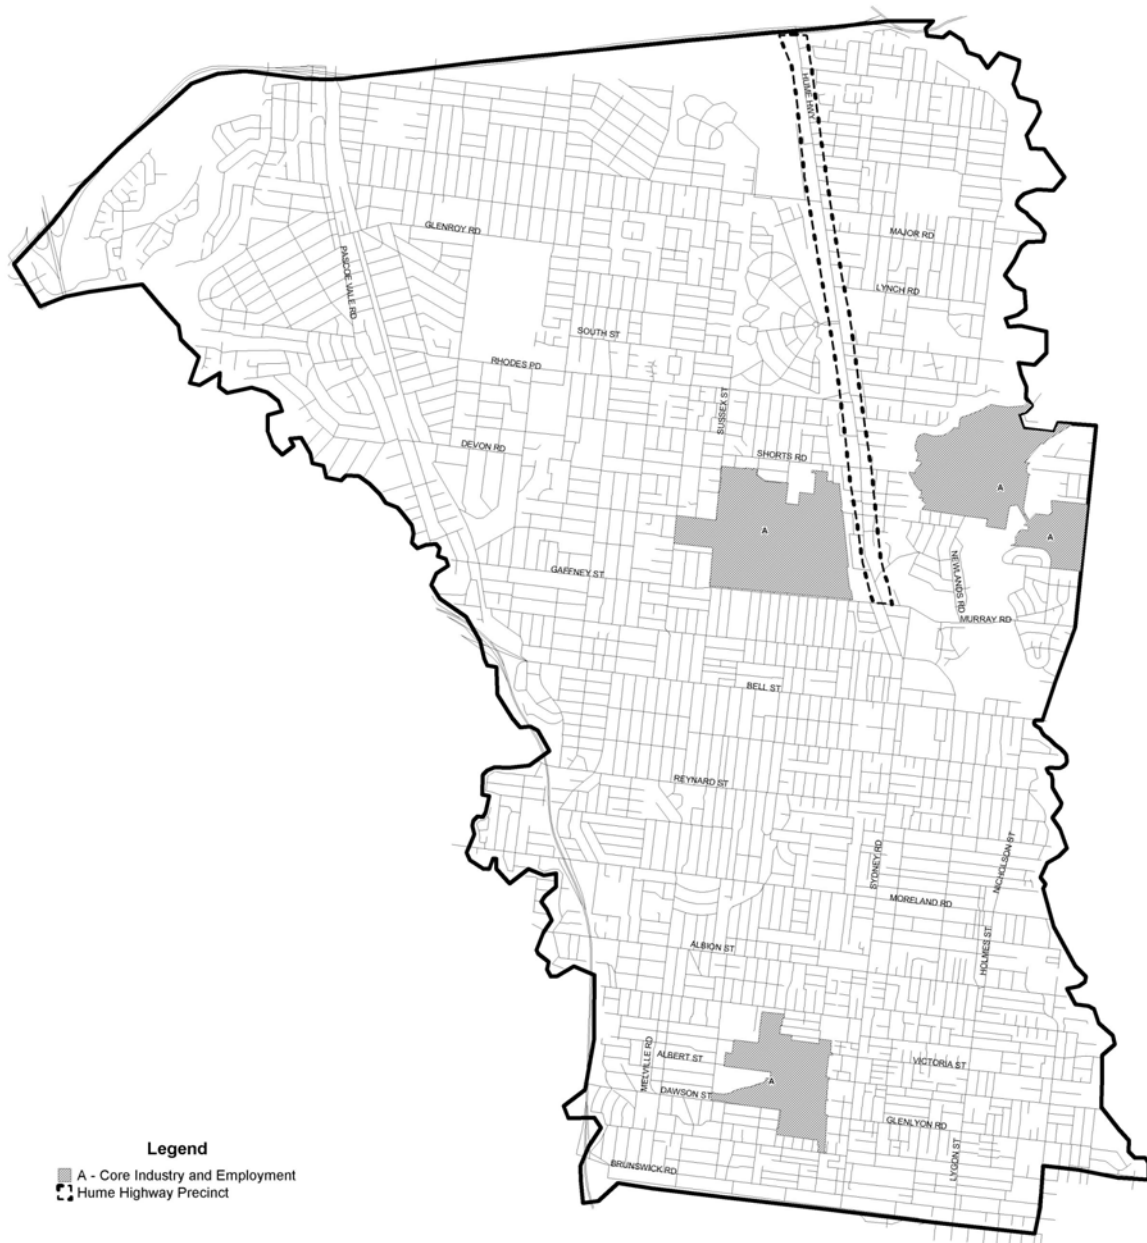 HUME HWY
GLENROY RD
MAJOR RD
PASCOE VALE RD
LYNCH RD
SOUTH ST
RHODES PD
SUSSEX ST
DEVON RD
SHORTS RD
A
A
A
GAFFNEY ST
NEWLANDS RD
MURRAY RD
BELL ST
REYNARD ST
SYDNEY RD
NICHOLSON ST
MORELAND RD
ALBION ST
HOLMES ST
MELVILLE RD
ALBERT ST
VICTORIA ST
A
DAWSON ST
GLENLYON RD
LYGON ST
BRUNSWICK RD
Legend
A - Core Industry and Employment
Hume Highway Precinct